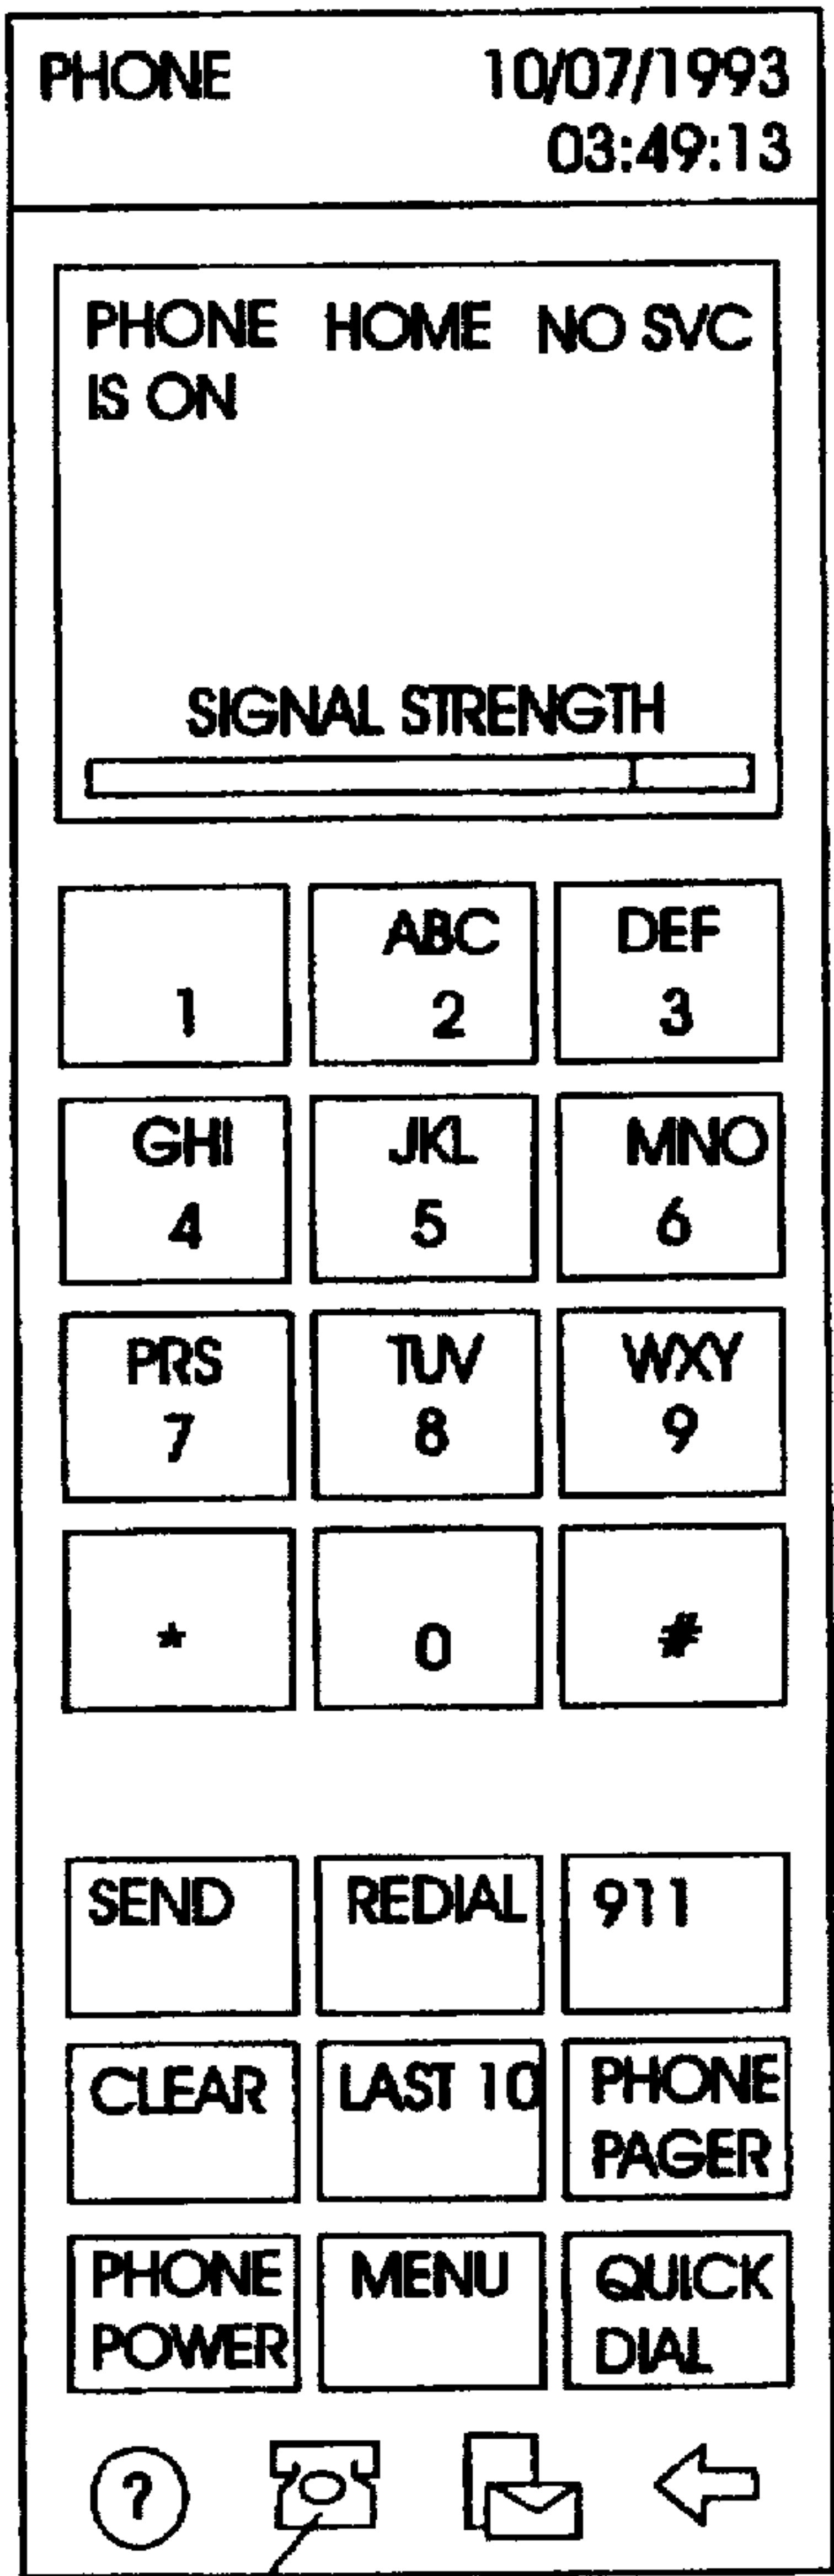 PHONE 10/07/1993
03:49:13
PHONE HOME NO SVC
IS ON
SIGNAL STRENGTH
ABC DEF
1 2 3
GHI JKL MNO
4 5 6
PRS TUV WXY
7 8 9
* 0 #
SEND REDIAL 911
CLEAR LAST 10 PHONE
PAGER
PHONE MENU QUICK
POWER DIAL
?